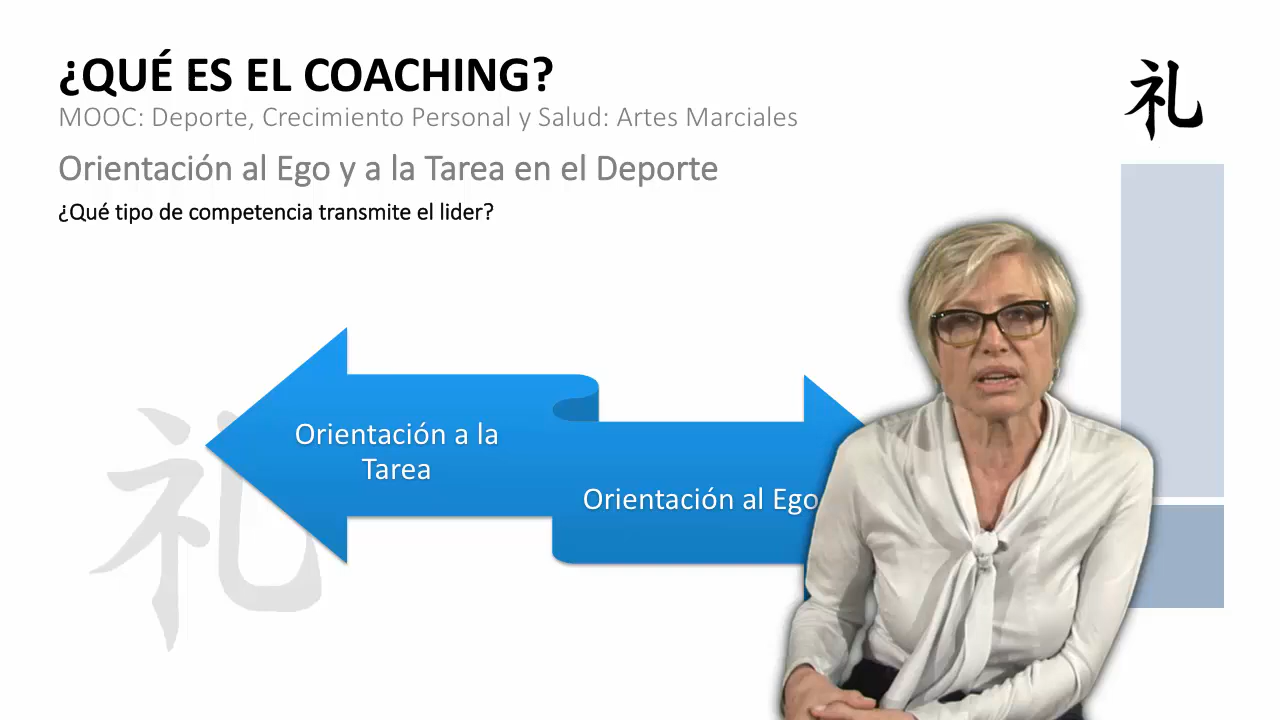 ¿QUÉ ES EL COACHING?
MOOC: Deporte, Crecimiento Personal y Salud: Artes Marciales
Orientación al Ego y a la Tarea en el Deporte
¿Qué tipo de competencia transmite el lider?
礼
Orientación a la
Tarea
Orientación al Ego
礼